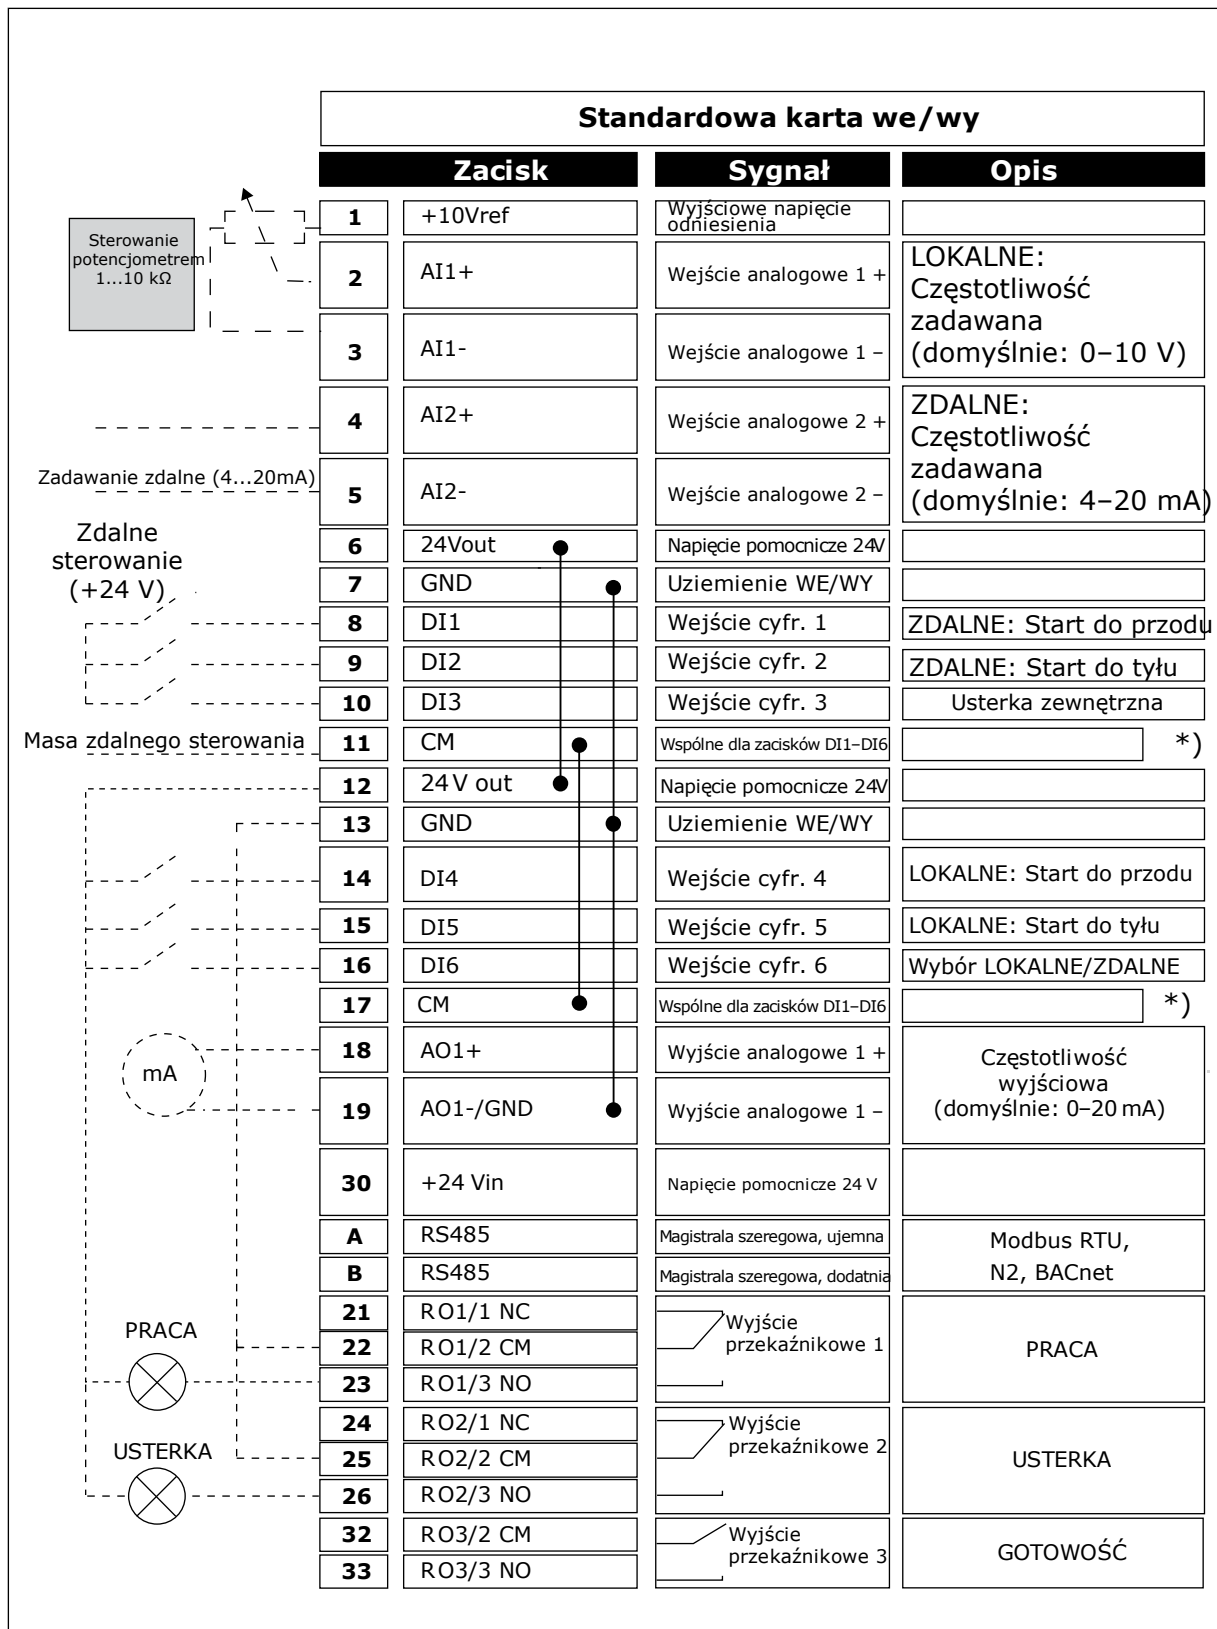 Standardowa karta we/wy
Zacisk Sygnał Opis
Sterowanie
potencjometrem
1...10 kΩ
1 +10Vref Wyjściowe napięcie
odniesienia
2 AI1+ Wejście analogowe 1 +
LOKALNE:
Częstotliwość
zadawana
(domyślnie: 0–10 V)
3 AI1- Wejście analogowe 1 –
4 AI2+ Wejście analogowe 2 +
ZDALNE:
Częstotliwość
zadawana
(domyślnie: 4–20 mA)
Zadawanie zdalne (4...20mA)
5 AI2- Wejście analogowe 2 –
Zdalne
sterowanie
(+24 V)
6 24Vout Napięcie pomocnicze 24V
7 GND Uziemienie WE/WY
8 DI1 Wejście cyfr. 1 ZDALNE: Start do przodu
9 DI2 Wejście cyfr. 2 ZDALNE: Start do tyłu
10 DI3 Wejście cyfr. 3 Usterka zewnętrzna
Masa zdalnego sterowania
11 CM Wspólne dla zacisków DI1–DI6 *)
12 24V out Napięcie pomocnicze 24V
13 GND Uziemienie WE/WY
14 DI4 Wejście cyfr. 4 LOKALNE: Start do przodu
15 DI5 Wejście cyfr. 5 LOKALNE: Start do tyłu
16 DI6 Wejście cyfr. 6 Wybór LOKALNE/ZDALNE
17 CM Wspólne dla zacisków DI1–DI6 *)
mA
18 AO1+ Wyjście analogowe 1 +
Częstotliwość
wyjściowa
(domyślnie: 0–20 mA)
19 AO1-/GND Wyjście analogowe 1 –
30 +24 Vin Napięcie pomocnicze 24 V
A RS485 Magistrala szeregowa, ujemna
Modbus RTU,
N2, BACnet
B RS485 Magistrala szeregowa, dodatnia
PRACA
21 RO1/1 NC
22 RO1/2 CM
23 RO1/3 NO
Wyjście
przekaźnikowe 1
PRACA
USTERKA
24 RO2/1 NC
25 RO2/2 CM
26 RO2/3 NO
Wyjście
przekaźnikowe 2
USTERKA
32 RO3/2 CM
33 RO3/3 NO
Wyjście
przekaźnikowe 3
GOTOWOŚĆ